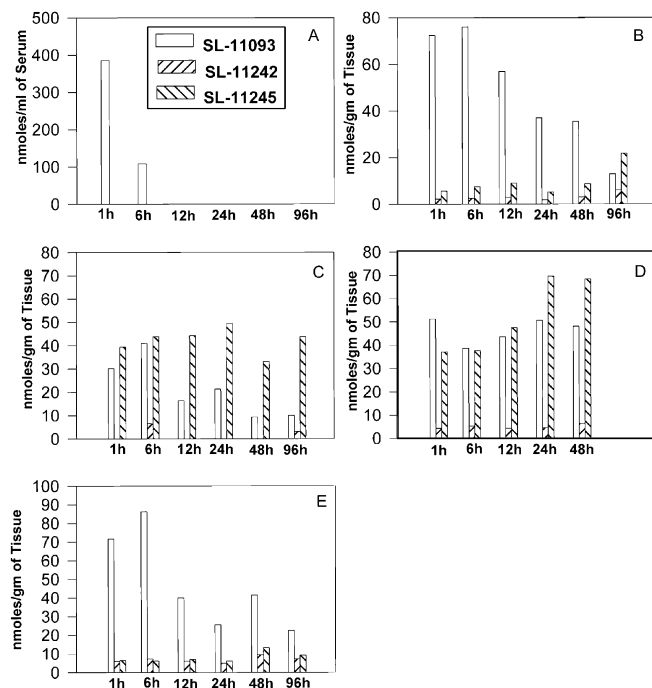 500
400
300
200
100
0
nmoles/ml of Serum
A
SL-11093
SL-11242
SL-11245
1h 6h 12h 24h 48h 96h
80
60
40
20
0
nmoles/gm of Tissue
B
1h 6h 12h 24h 48h 96h
80
70
60
50
40
30
20
10
0
nmoles/gm of Tissue
C
1h 6h 12h 24h 48h 96h
80
70
60
50
40
30
20
10
0
nmoles/gm of Tissue
D
1h 6h 12h 24h 48h
100
90
80
70
60
50
40
30
20
10
0
nmoles/gm of Tissue
E
1h 6h 12h 24h 48h 96h